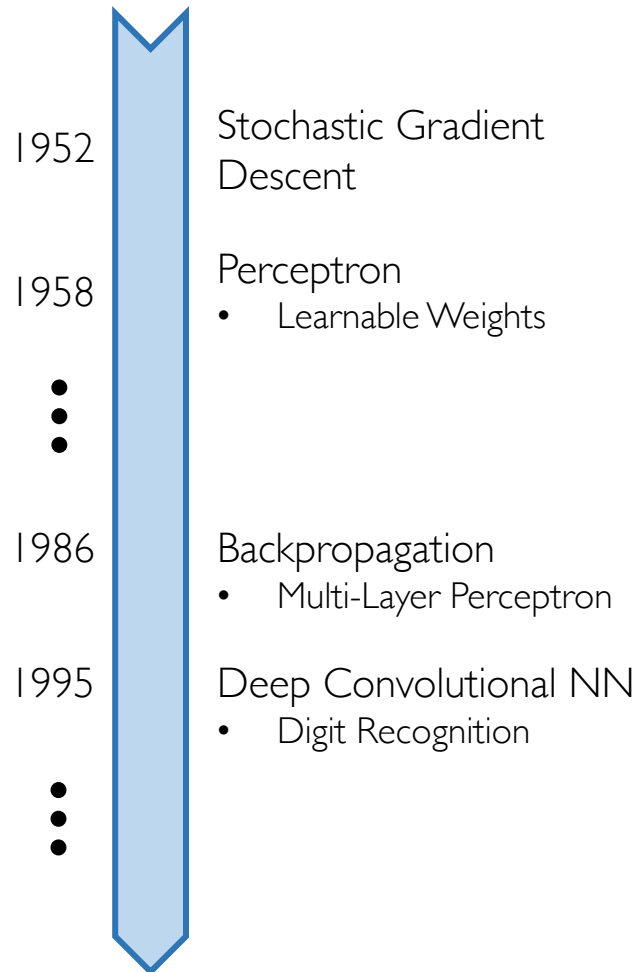 1952
Stochastic Gradient
Descent
1958
Perceptron
• Learnable Weights
1986
Backpropagation
• Multi-Layer Perceptron
1995
Deep Convolutional NN
• Digit Recognition